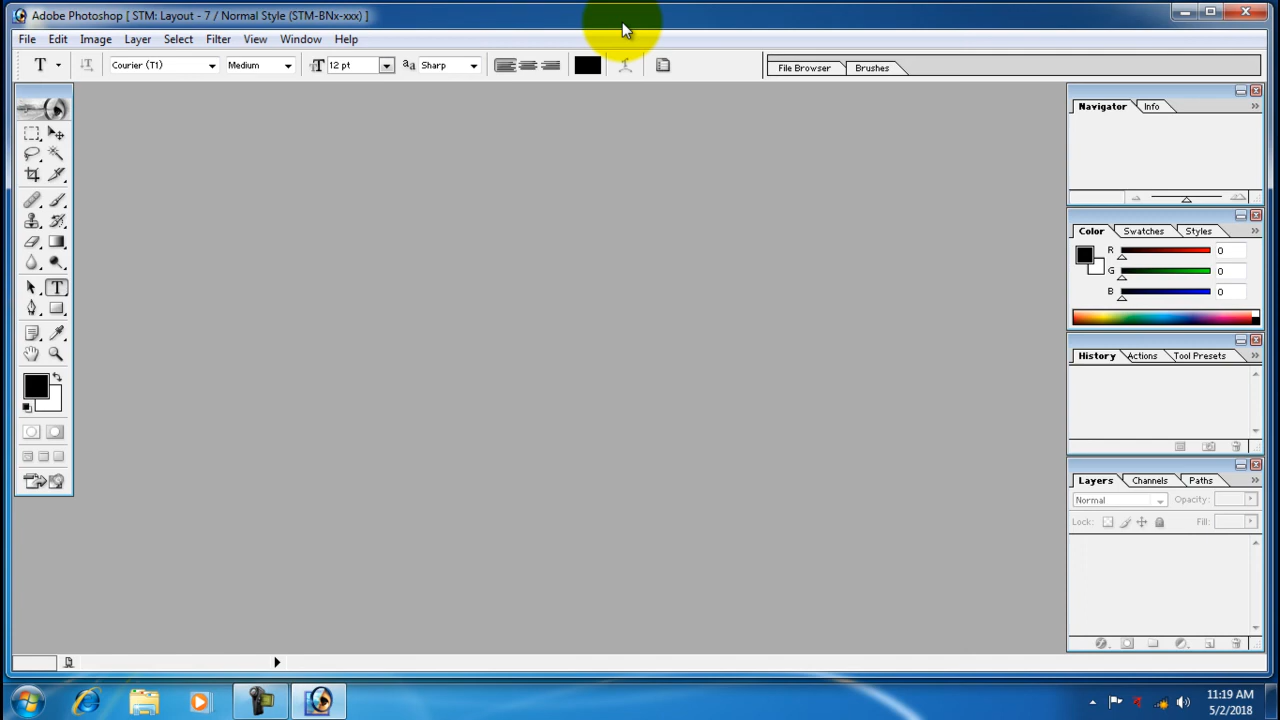 Adobe Photoshop [ STM: Layout - 7 / Normal Style (STM-BNx-xxx) ]
File Edit Image Layer Select Filter View Window Help
T T Courier (T1) Medium T 12 pt aa Sharp File Browser Brushes
Navigator Info
Color Swatches Styles
R 0
G 0
B 0
T
History Actions Tool Presets
Layers Channels Paths
Normal Opacity:
Lock: Fill:
11:19 AM
5/2/2018